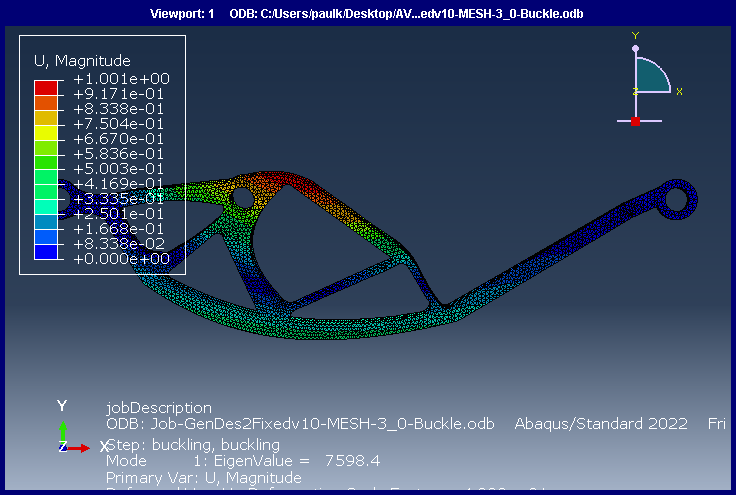 Viewport: 1 ODB: C:/Users/paulk/Desktop/AV...edv10-MESH-3_0-Buckle.odb
U, Magnitude
+1.001e+00
+9.171e-01
+8.338e-01
+7.504e-01
+6.670e-01
+5.836e-01
+5.003e-01
+4.169e-01
+3.335e-01
+2.501e-01
+1.668e-01
+8.338e-02
+0.000e+00
Y
Z X
Y
Z X
jobDescription
ODB: Job-GenDes2Fixedv10-MESH-3_0-Buckle.odb Abaqus/Standard 2022 Fri
Step: buckling, buckling
Mode 1: EigenValue = 7598.4
Primary Var: U, Magnitude